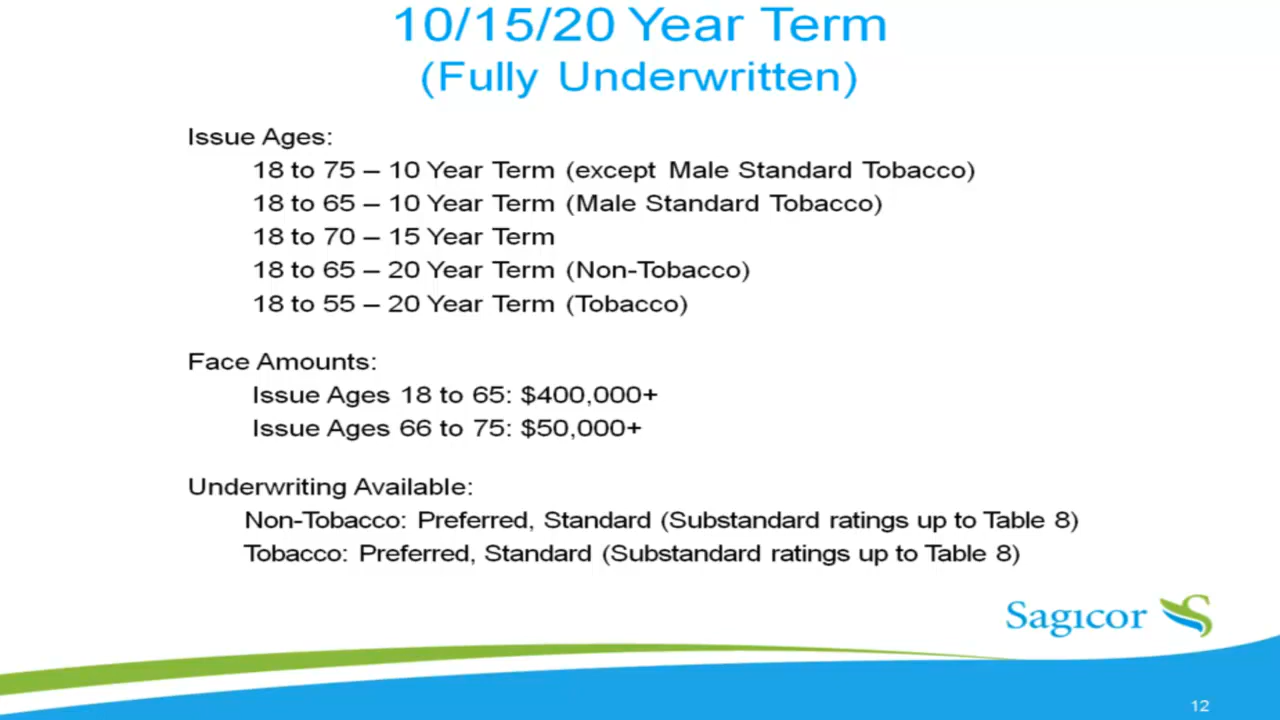 10/15/20 Year Term
(Fully Underwritten)
Issue Ages:
18 to 75 – 10 Year Term (except Male Standard Tobacco)
18 to 65 – 10 Year Term (Male Standard Tobacco)
18 to 70 – 15 Year Term
18 to 65 – 20 Year Term (Non-Tobacco)
18 to 55 – 20 Year Term (Tobacco)
Face Amounts:
Issue Ages 18 to 65: $400,000+
Issue Ages 66 to 75: $50,000+
Underwriting Available:
Non-Tobacco: Preferred, Standard (Substandard ratings up to Table 8)
Tobacco: Preferred, Standard (Substandard ratings up to Table 8)
Sagicor
12